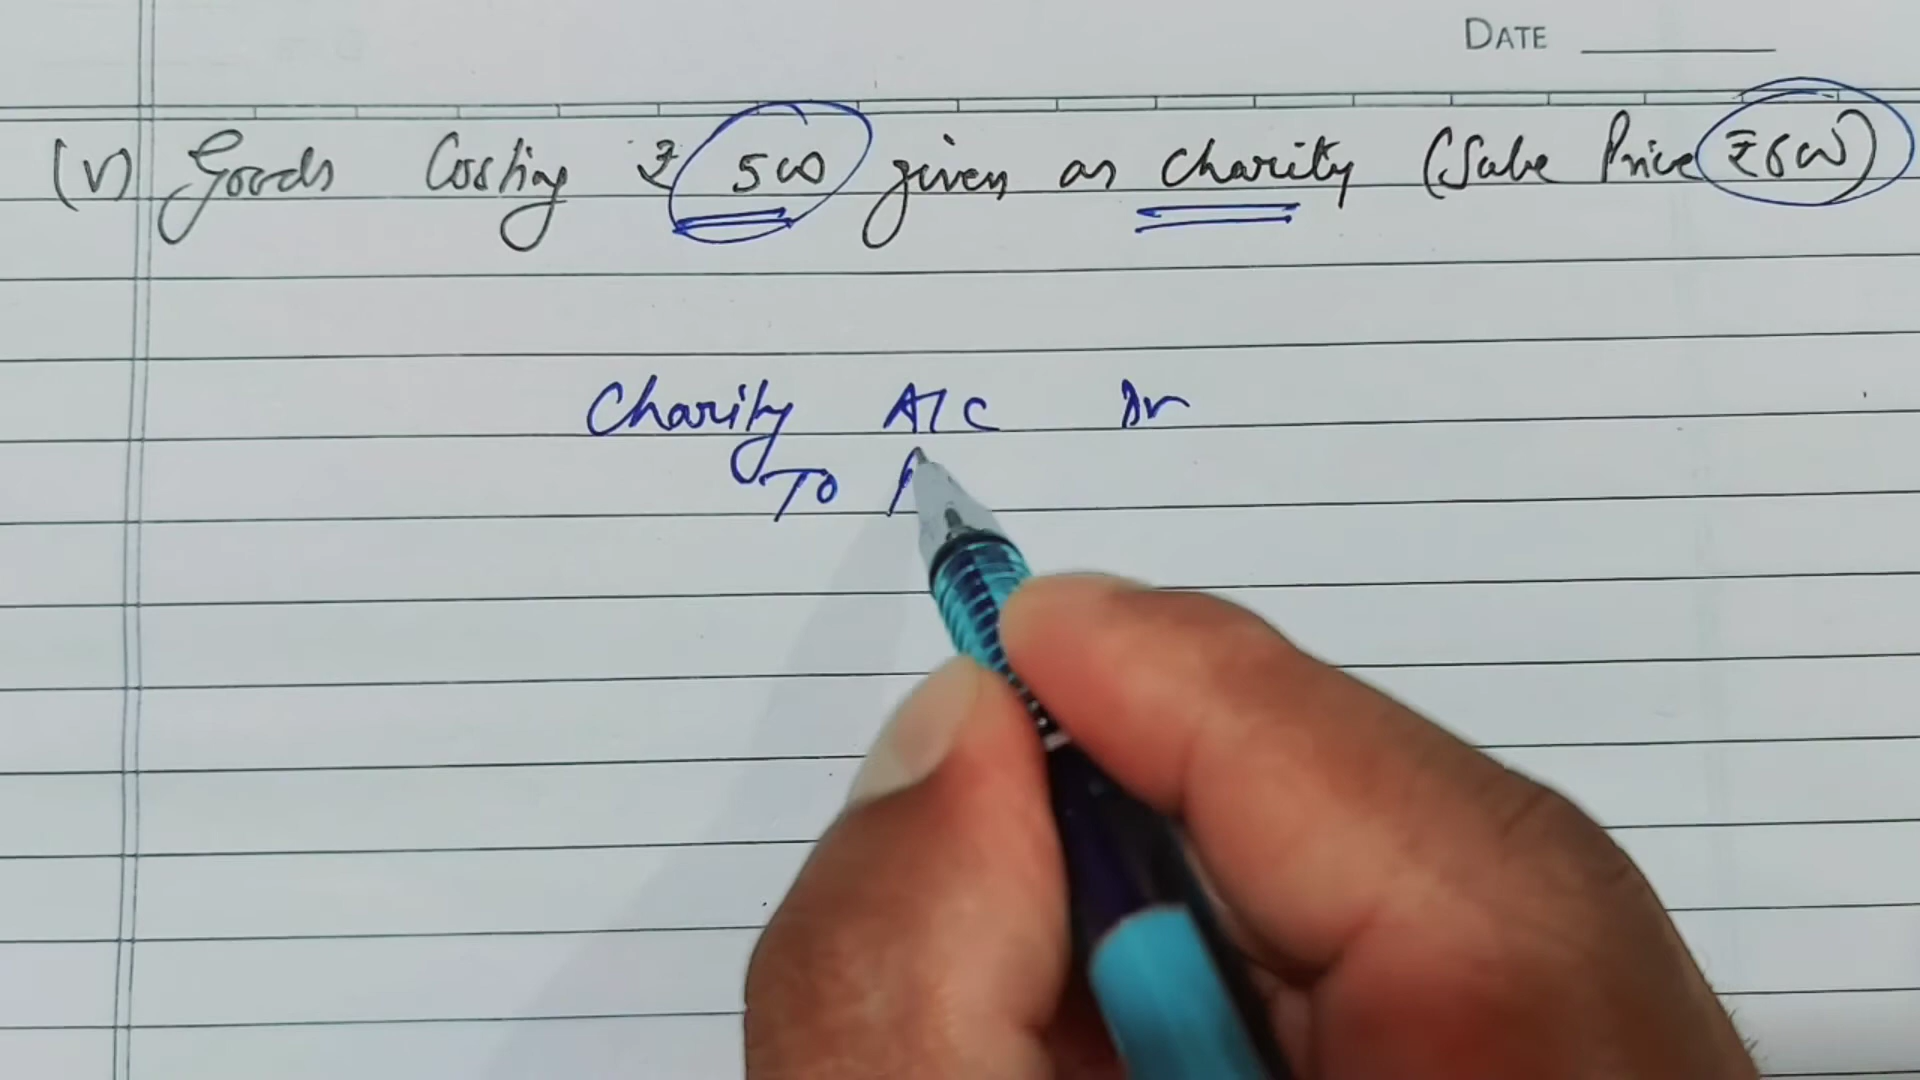 DATE
(V) Goods Costing ₹ 500 given as Charity (Sale Price ₹600)
Charity A/C Dr
To